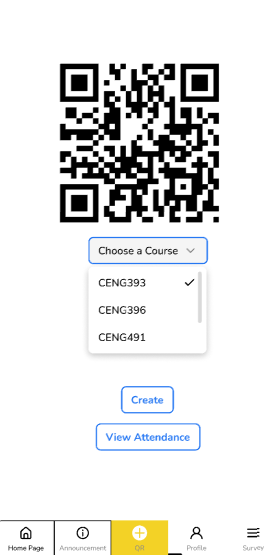 Choose a Course
CENG393
CENG396
CENG491
Create
View Attendance
Home Page
Announcement
QR
Profile
Survey